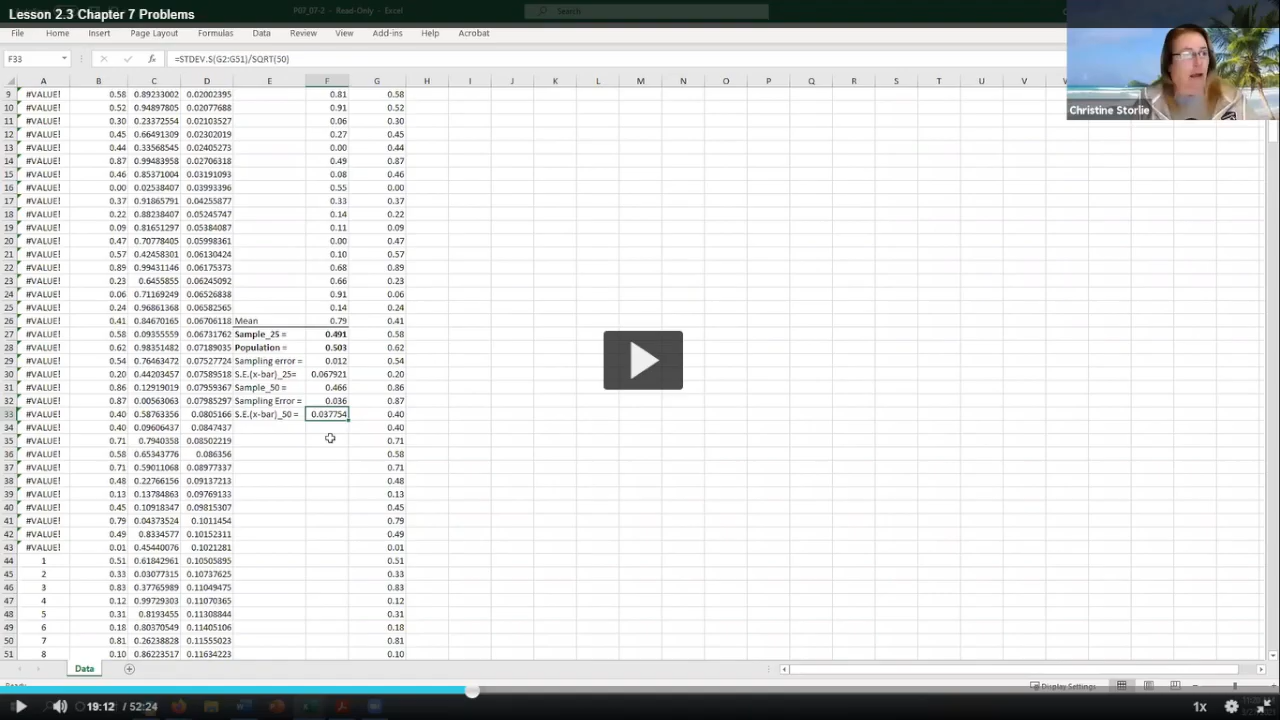 Lesson 2.3 Chapter 7 Problems
P07_07-2 - Read-Only - Excel
Search
File Home Insert Page Layout Formulas Data Review View Add-ins Help Acrobat
F33 fx =STDEV.S(G2:G51)/SQRT(50)
Christine Storlie
A B C D E F G H I J K L M N O P Q R S T U V
9 #VALUE! 0.58 0.89233002 0.02002395 0.81 0.58
10 #VALUE! 0.52 0.94897805 0.02077688 0.91 0.52
11 #VALUE! 0.30 0.23372554 0.02103527 0.06 0.30
12 #VALUE! 0.45 0.66491309 0.02302019 0.27 0.45
13 #VALUE! 0.44 0.33568545 0.02405273 0.00 0.44
14 #VALUE! 0.87 0.99483958 0.02706318 0.49 0.87
15 #VALUE! 0.46 0.85371004 0.03191093 0.08 0.46
16 #VALUE! 0.00 0.02538407 0.03993396 0.55 0.00
17 #VALUE! 0.37 0.91865791 0.04255877 0.33 0.37
18 #VALUE! 0.22 0.88238407 0.05245747 0.14 0.22
19 #VALUE! 0.09 0.81651297 0.05384087 0.11 0.09
20 #VALUE! 0.47 0.70778405 0.05998361 0.00 0.47
21 #VALUE! 0.57 0.42458301 0.06130424 0.10 0.57
22 #VALUE! 0.89 0.99431146 0.06175373 0.68 0.89
23 #VALUE! 0.23 0.6455855 0.06245092 0.66 0.23
24 #VALUE! 0.06 0.71169249 0.06526838 0.91 0.06
25 #VALUE! 0.24 0.96861368 0.06582565 0.14 0.24
26 #VALUE! 0.41 0.84670165 0.06706118 Mean 0.79 0.41
27 #VALUE! 0.58 0.09355559 0.06731762 Sample_25 = 0.491 0.58
28 #VALUE! 0.62 0.98351481 0.07189035 Population = 0.503 0.62
29 #VALUE! 0.54 0.76463472 0.07527724 Sampling error = 0.012 0.54
30 #VALUE! 0.20 0.44203457 0.07589518 S.E.(x-bar)_25= 0.067921 0.20
31 #VALUE! 0.86 0.12919019 0.07959367 Sample_50 = 0.466 0.86
32 #VALUE! 0.87 0.00563063 0.07985297 Sampling Error = 0.036 0.87
33 #VALUE! 0.40 0.58763356 0.0805166 S.E.(x-bar)_50 = 0.037754 0.40
34 #VALUE! 0.40 0.09606407 0.0847437 0.40
35 #VALUE! 0.71 0.7940358 0.08502219 0.71
36 #VALUE! 0.58 0.65343776 0.086356 0.58
37 #VALUE! 0.71 0.59011068 0.08977337 0.71
38 #VALUE! 0.48 0.22766156 0.09137213 0.48
39 #VALUE! 0.13 0.13784863 0.09769133 0.13
40 #VALUE! 0.45 0.10918347 0.09815307 0.45
41 #VALUE! 0.79 0.04373524 0.1011454 0.79
42 #VALUE! 0.49 0.8334577 0.10152311 0.49
43 #VALUE! 0.01 0.45440076 0.1021281 0.01
44 1 0.51 0.61842961 0.10505895 0.51
45 2 0.33 0.03077315 0.10737625 0.33
46 3 0.83 0.37765989 0.11049475 0.83
47 4 0.12 0.99729303 0.11070365 0.12
48 5 0.31 0.8193455 0.11308844 0.31
49 6 0.18 0.80370549 0.11405106 0.18
50 7 0.81 0.26238828 0.11555023 0.81
51 8 0.10 0.86223517 0.11634223 0.10
Data
Display Settings
19:12 / 52:24 1x